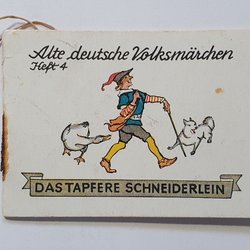 Alte deutsche Volksmärchen
Heft 4
DAS TAPFERE SCHNEIDERLEIN